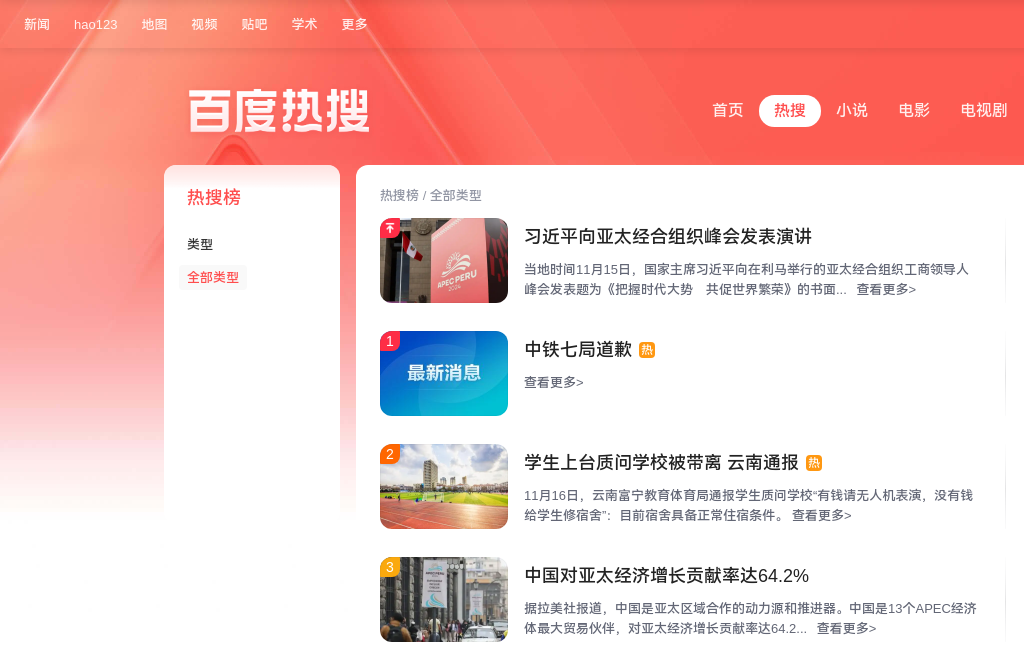 新闻 hao123 地图 视频 贴吧 学术 更多
百度热搜
首页 热搜 小说 电影 电视剧
热搜榜
类型
全部类型
热搜榜 / 全部类型
APEC PERU
2024
习近平向亚太经合组织峰会发表演讲
当地时间11月15日，国家主席习近平向在利马举行的亚太经合组织工商领导人
峰会发表题为《把握时代大势　共促世界繁荣》的书面... 查看更多>
1
最新消息
中铁七局道歉 热
查看更多>
2
学生上台质问学校被带离 云南通报 热
11月16日，云南富宁教育体育局通报学生质问学校“有钱请无人机表演，没有钱
给学生修宿舍”：目前宿舍具备正常住宿条件。 查看更多>
3
中国对亚太经济增长贡献率达64.2%
据拉美社报道，中国是亚太区域合作的动力源和推进器。中国是13个APEC经济
体最大贸易伙伴，对亚太经济增长贡献率达64.2... 查看更多>